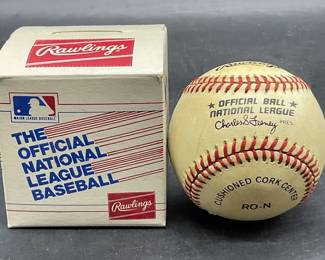 Rawlings
MAJOR LEAGUE BASEBALL
THE
OFFICIAL
NATIONAL
LEAGUE
BASEBALL
Rawlings
OFFICIAL BALL
NATIONAL LEAGUE
Charles S. Feeney PRES.
CUSHIONED CORK CENTER
RO-N